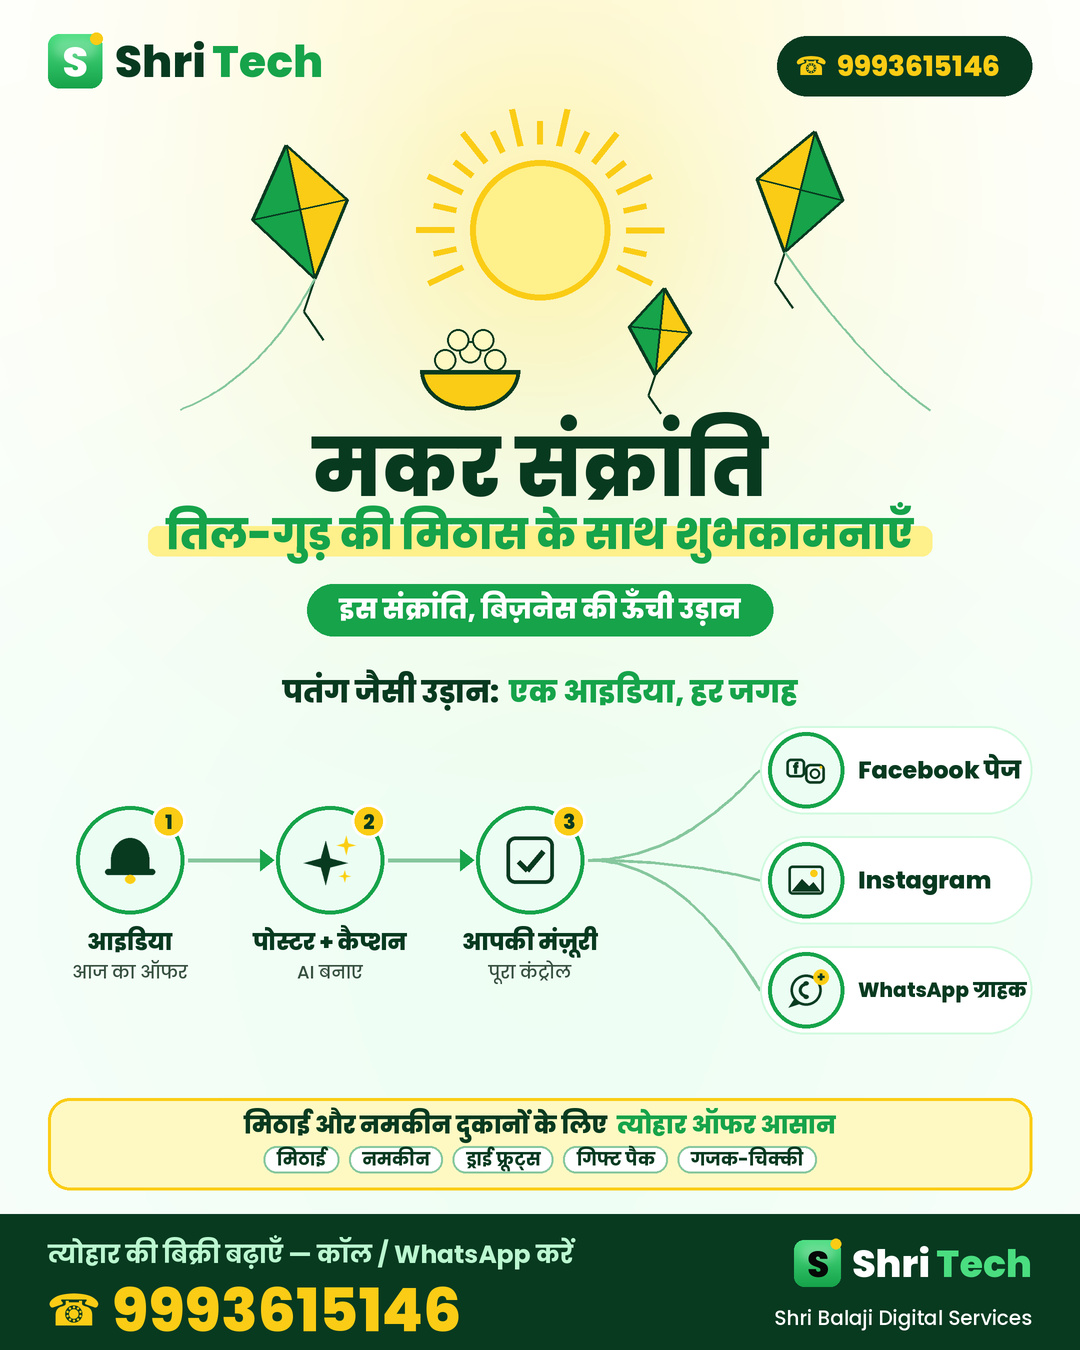 S Shri Tech
☎ 9993615146
मकर संक्रांति
तिल-गुड़ की मिठास के साथ शुभकामनाएँ
इस संक्रांति, बिज़नेस की ऊँची उड़ान
पतंग जैसी उड़ान: एक आइडिया, हर जगह
1
आइडिया
आज का ऑफर
2
पोस्टर + कैप्शन
AI बनाए
3
आपकी मंज़ूरी
पूरा कंट्रोल
Facebook पेज
Instagram
WhatsApp ग्राहक
मिठाई और नमकीन दुकानों के लिए त्योहार ऑफर आसान
मिठाई नमकीन ड्राई फ्रूट्स गिफ्ट पैक गजक-चिक्की
त्योहार की बिक्री बढ़ाएँ — कॉल / WhatsApp करें
☎ 9993615146
S Shri Tech
Shri Balaji Digital Services